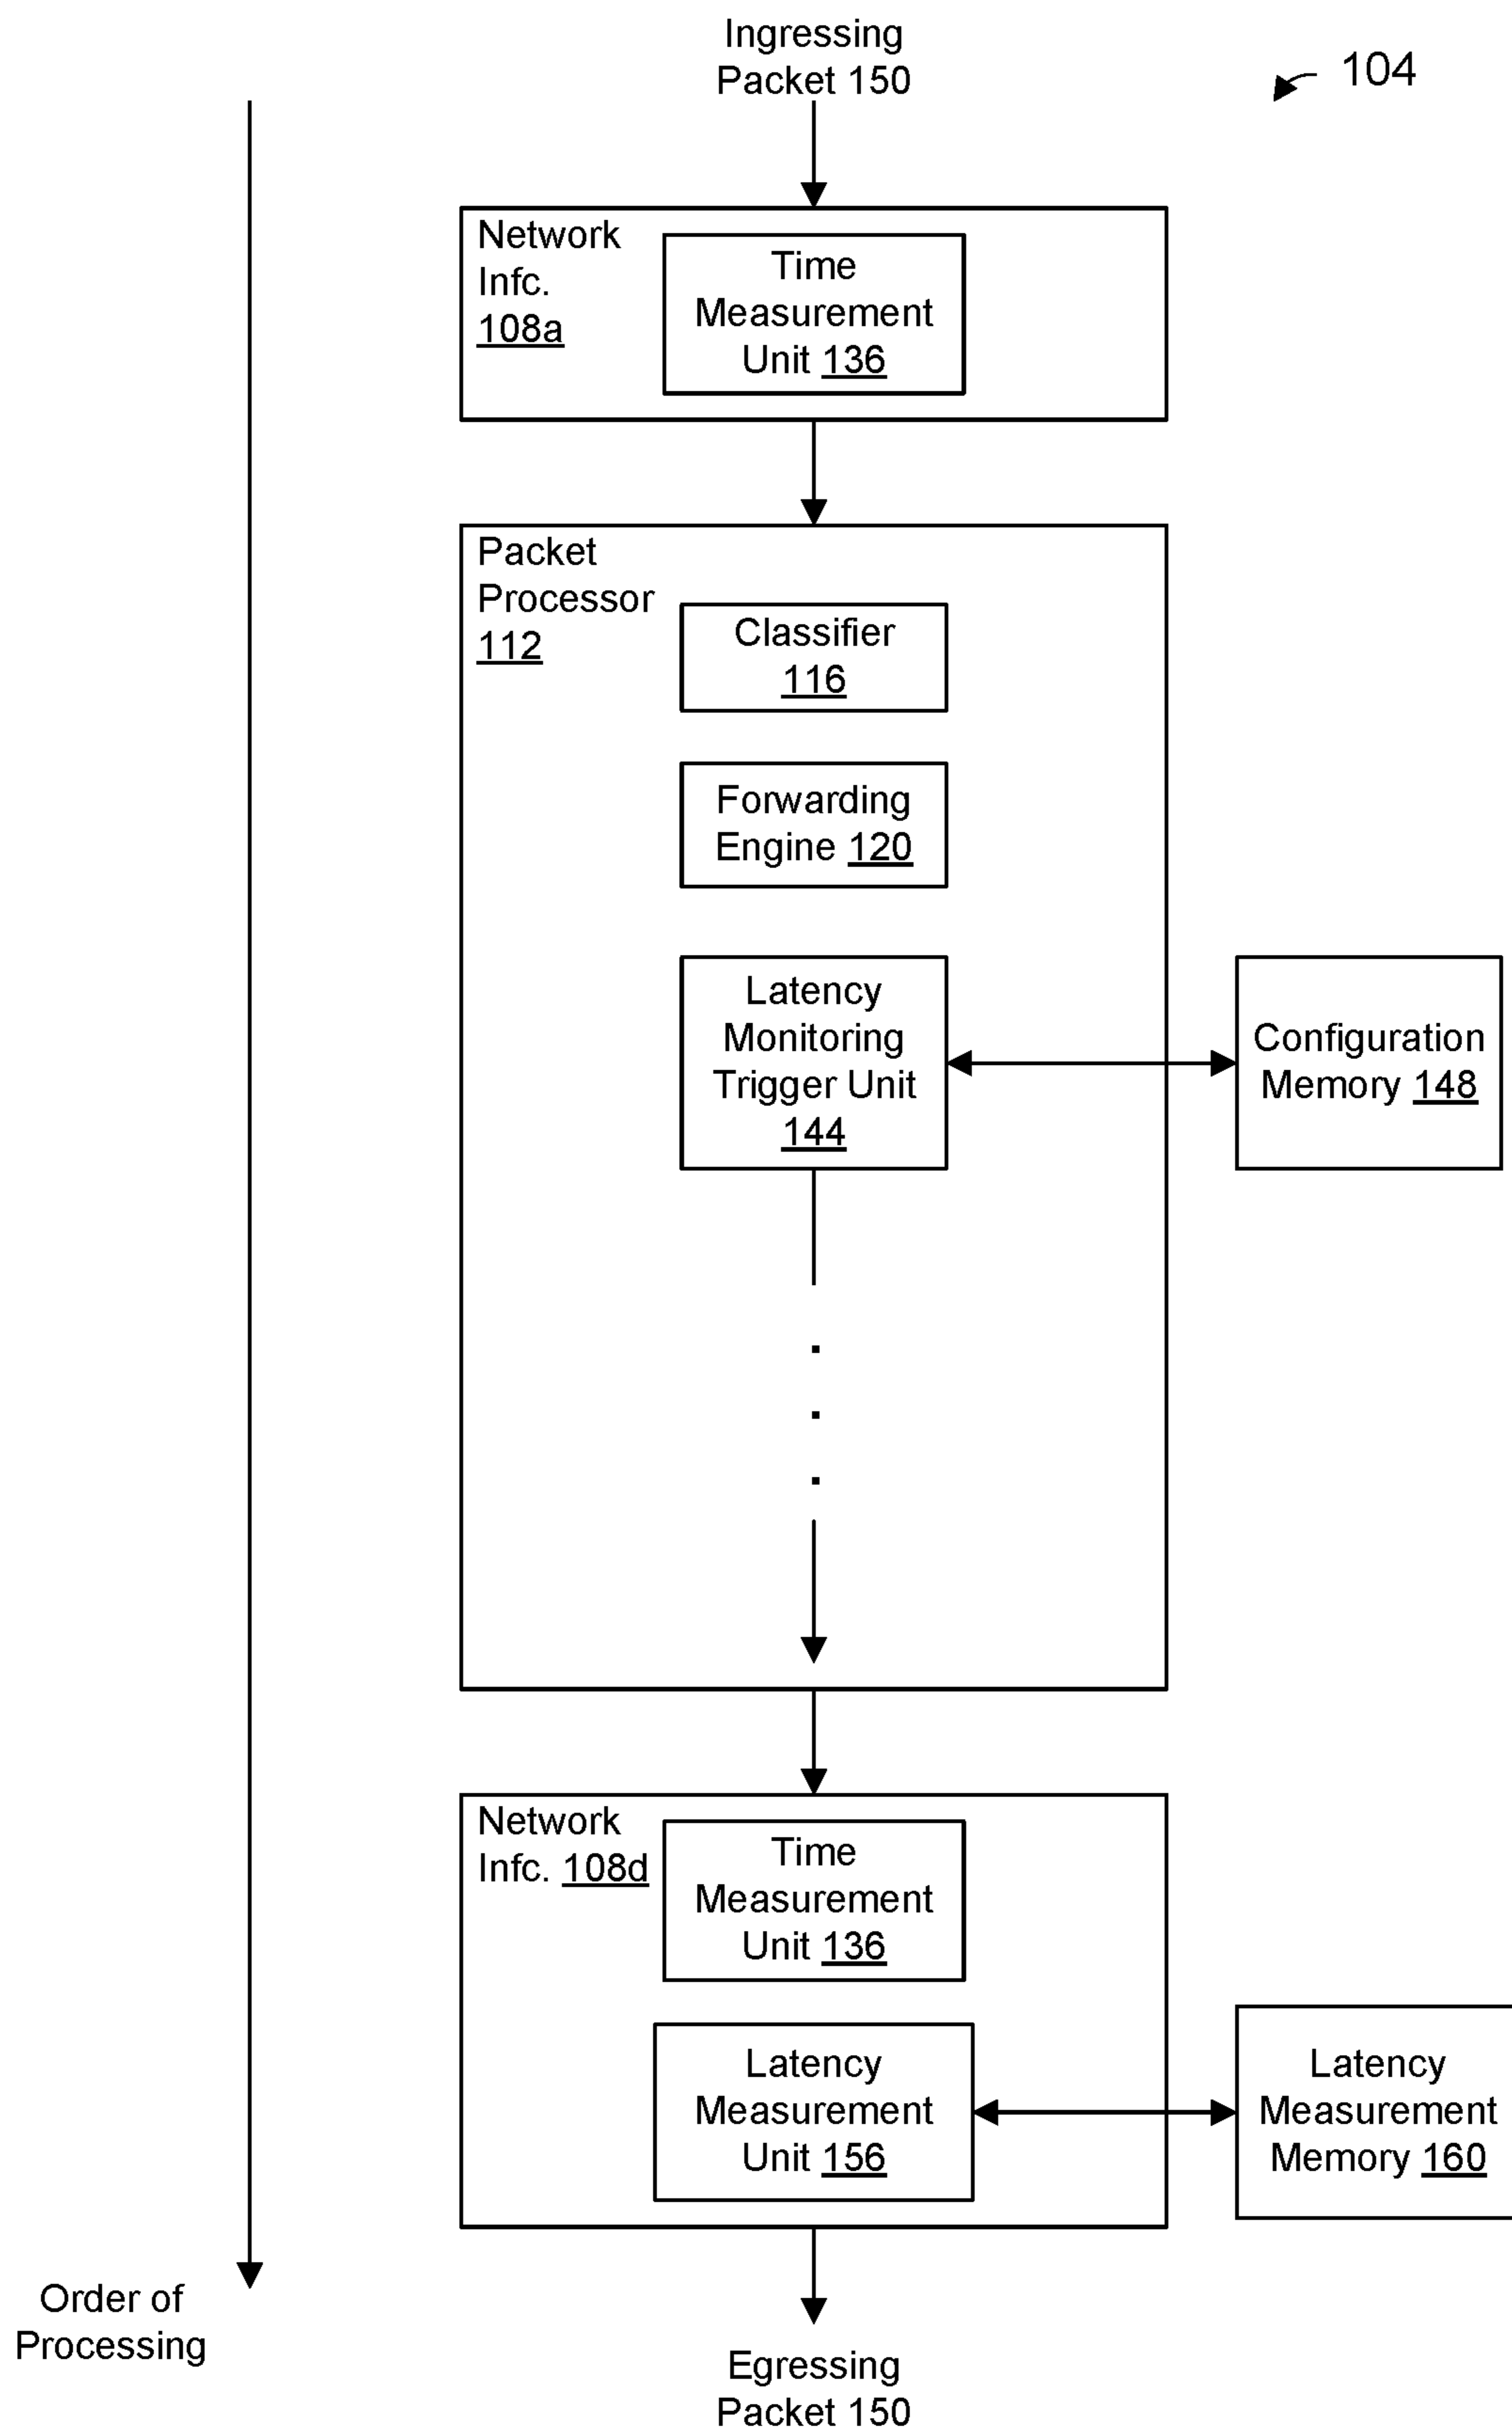 Ingressing
Packet 150
104
Network
Infc.
108a
Time
Measurement
Unit 136
Packet
Processor
112
Classifier
116
Forwarding
Engine 120
Latency
Monitoring
Trigger Unit
144
Configuration
Memory 148
Network
Infc. 108d
Time
Measurement
Unit 136
Latency
Measurement
Unit 156
Latency
Measurement
Memory 160
Order of
Processing
Egressing
Packet 150